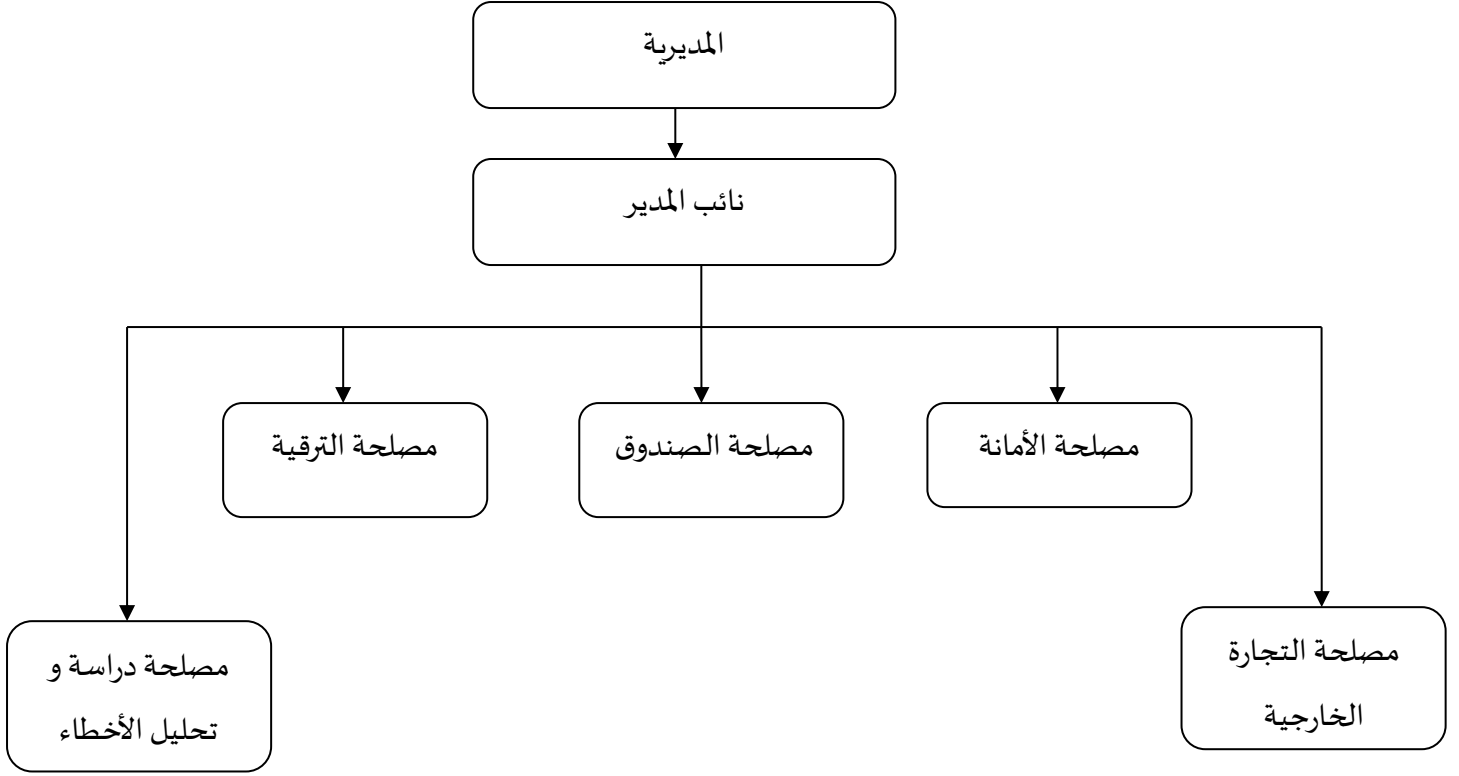 المديرية
نائب المدير
مصلحة الأمانة
مصلحة الصندوق
مصلحة الترقية
مصلحة التجارة
الخارجية
مصلحة دراسة و
تحليل الأخطاء